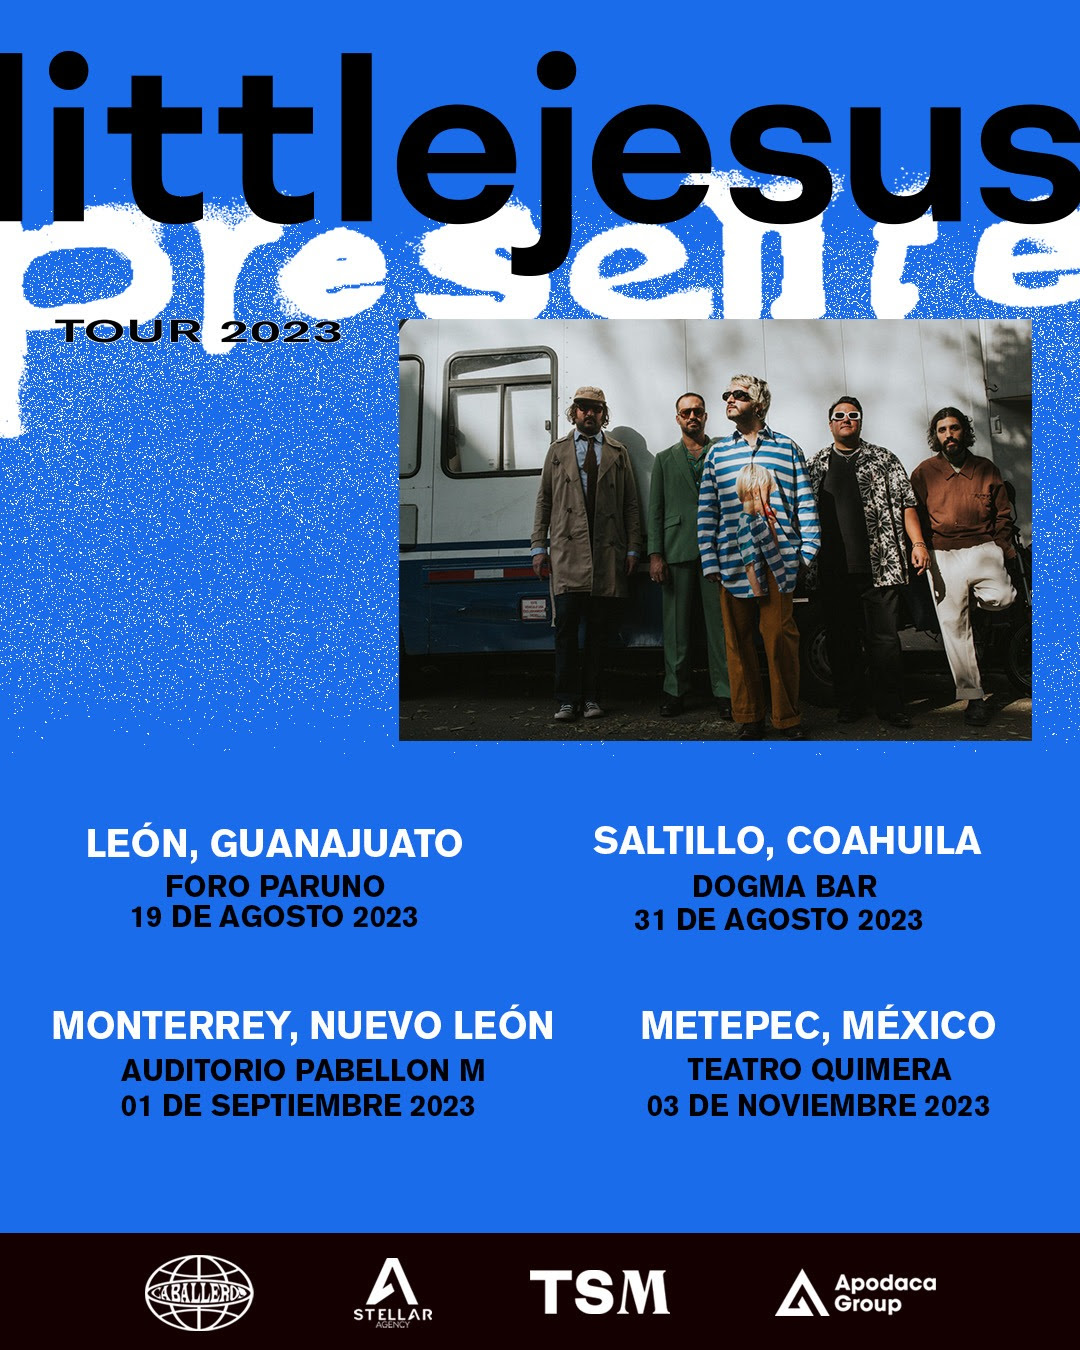 littlejesus
presente
TOUR 2023
LEÓN, GUANAJUATO
FORO PARUNO
19 DE AGOSTO 2023
SALTILLO, COAHUILA
DOGMA BAR
31 DE AGOSTO 2023
MONTERREY, NUEVO LEÓN
AUDITORIO PABELLON M
01 DE SEPTIEMBRE 2023
METEPEC, MÉXICO
TEATRO QUIMERA
03 DE NOVIEMBRE 2023
CABALLEROS
STELLAR
AGENCY
TSM
Apodaca
Group